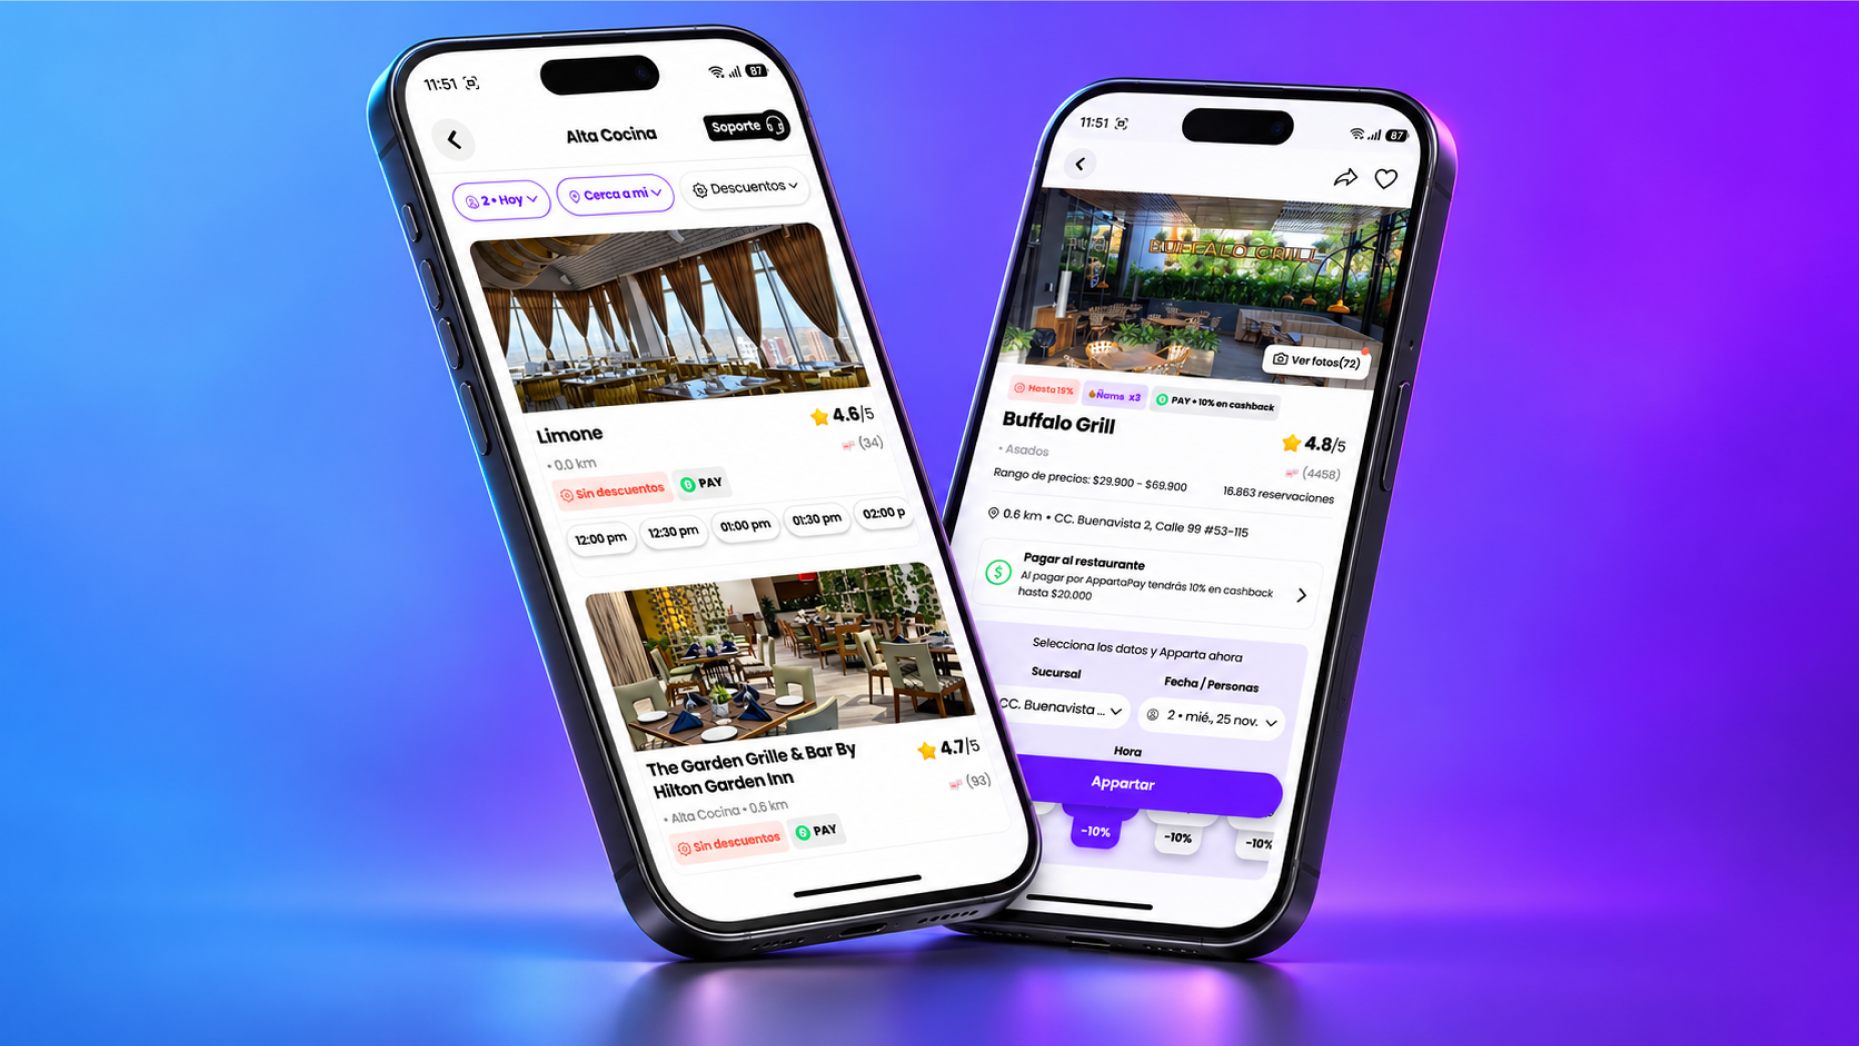 11:51
87
Alta Cocina
Soporte
2 • Hoy
Cerca a mi
Descuentos
Limone
4.6/5
• 0.0 km
(34)
Sin descuentos
PAY
12:00 pm
12:30 pm
01:00 pm
01:30 pm
02:00 p
The Garden Grille & Bar By
Hilton Garden Inn
4.7/5
(93)
• Alta Cocina • 0.6 km
Sin descuentos
PAY
11:51
87
BUFFALO GRILL
Ver fotos(72)
Hasta 15%
Ñams x3
PAY + 10% en cashback
Buffalo Grill
4.8/5
• Asados
(4458)
Rango de precios: $29.900 - $69.900
16.863 reservaciones
0.6 km • CC. Buenavista 2, Calle 99 #53-115
Pagar al restaurante
Al pagar por AppartaPay tendrás 10% en cashback
hasta $20.000
Selecciona los datos y Apparta ahora
Sucursal
Fecha / Personas
CC. Buenavista ...
2 • mié., 25 nov.
Hora
Appartar
-10%
-10%
-10%